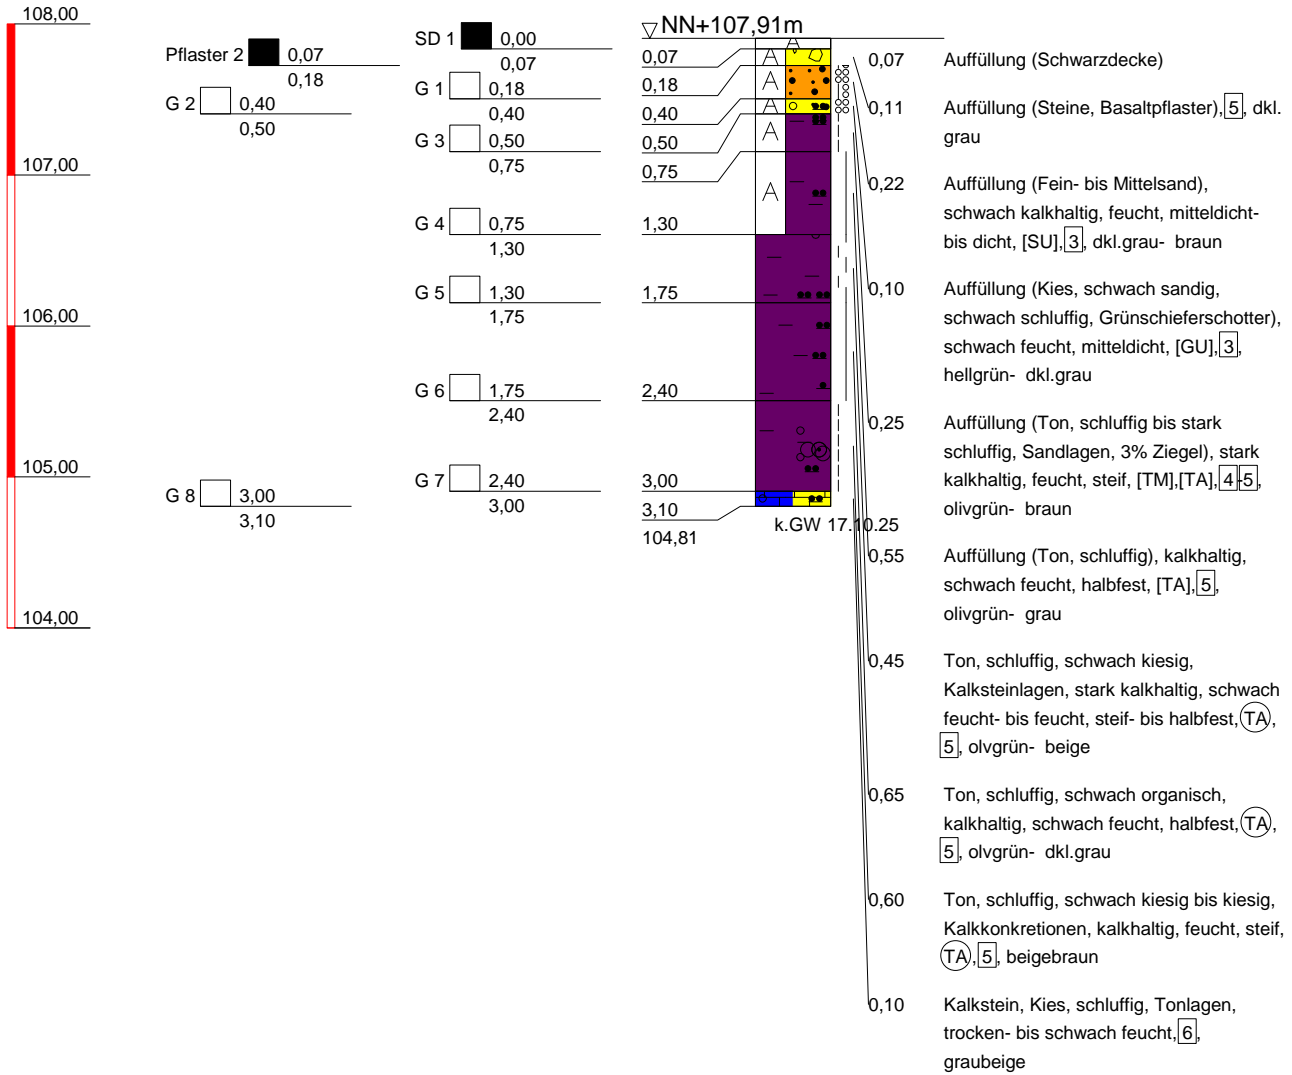 108,00
107,00
106,00
105,00
104,00
Pflaster 2 0,07
0,18
G 2 0,40
0,50
G 8 3,00
3,10
SD 1 0,00
0,07
G 1 0,18
0,40
G 3 0,50
0,75
G 4 0,75
1,30
G 5 1,30
1,75
G 6 1,75
2,40
G 7 2,40
3,00
NN+107,91m
0,07
0,18
0,40
0,50
0,75
1,30
1,75
2,40
3,00
3,10
104,81
A
A
A
A
A
A
k.GW 17.10.25
0,07 Auffüllung (Schwarzdecke)
0,11 Auffüllung (Steine, Basaltpflaster), 5, dkl.
grau
0,22 Auffüllung (Fein- bis Mittelsand),
schwach kalkhaltig, feucht, mitteldicht-
bis dicht, [SU], 3, dkl.grau- braun
0,10 Auffüllung (Kies, schwach sandig,
schwach schluffig, Grünschieferschotter),
schwach feucht, mitteldicht, [GU], 3,
hellgrün- dkl.grau
0,25 Auffüllung (Ton, schluffig bis stark
schluffig, Sandlagen, 3% Ziegel), stark
kalkhaltig, feucht, steif, [TM],[TA], 4-5,
olivgrün- braun
0,55 Auffüllung (Ton, schluffig), kalkhaltig,
schwach feucht, halbfest, [TA], 5,
olivgrün- grau
0,45 Ton, schluffig, schwach kiesig,
Kalksteinlagen, stark kalkhaltig, schwach
feucht- bis feucht, steif- bis halbfest, TA,
5, olvgrün- beige
0,65 Ton, schluffig, schwach organisch,
kalkhaltig, schwach feucht, halbfest, TA,
5, olvgrün- dkl.grau
0,60 Ton, schluffig, schwach kiesig bis kiesig,
Kalkkonkretionen, kalkhaltig, feucht, steif,
TA, 5, beigebraun
0,10 Kalkstein, Kies, schluffig, Tonlagen,
trocken- bis schwach feucht, 6,
graubeige